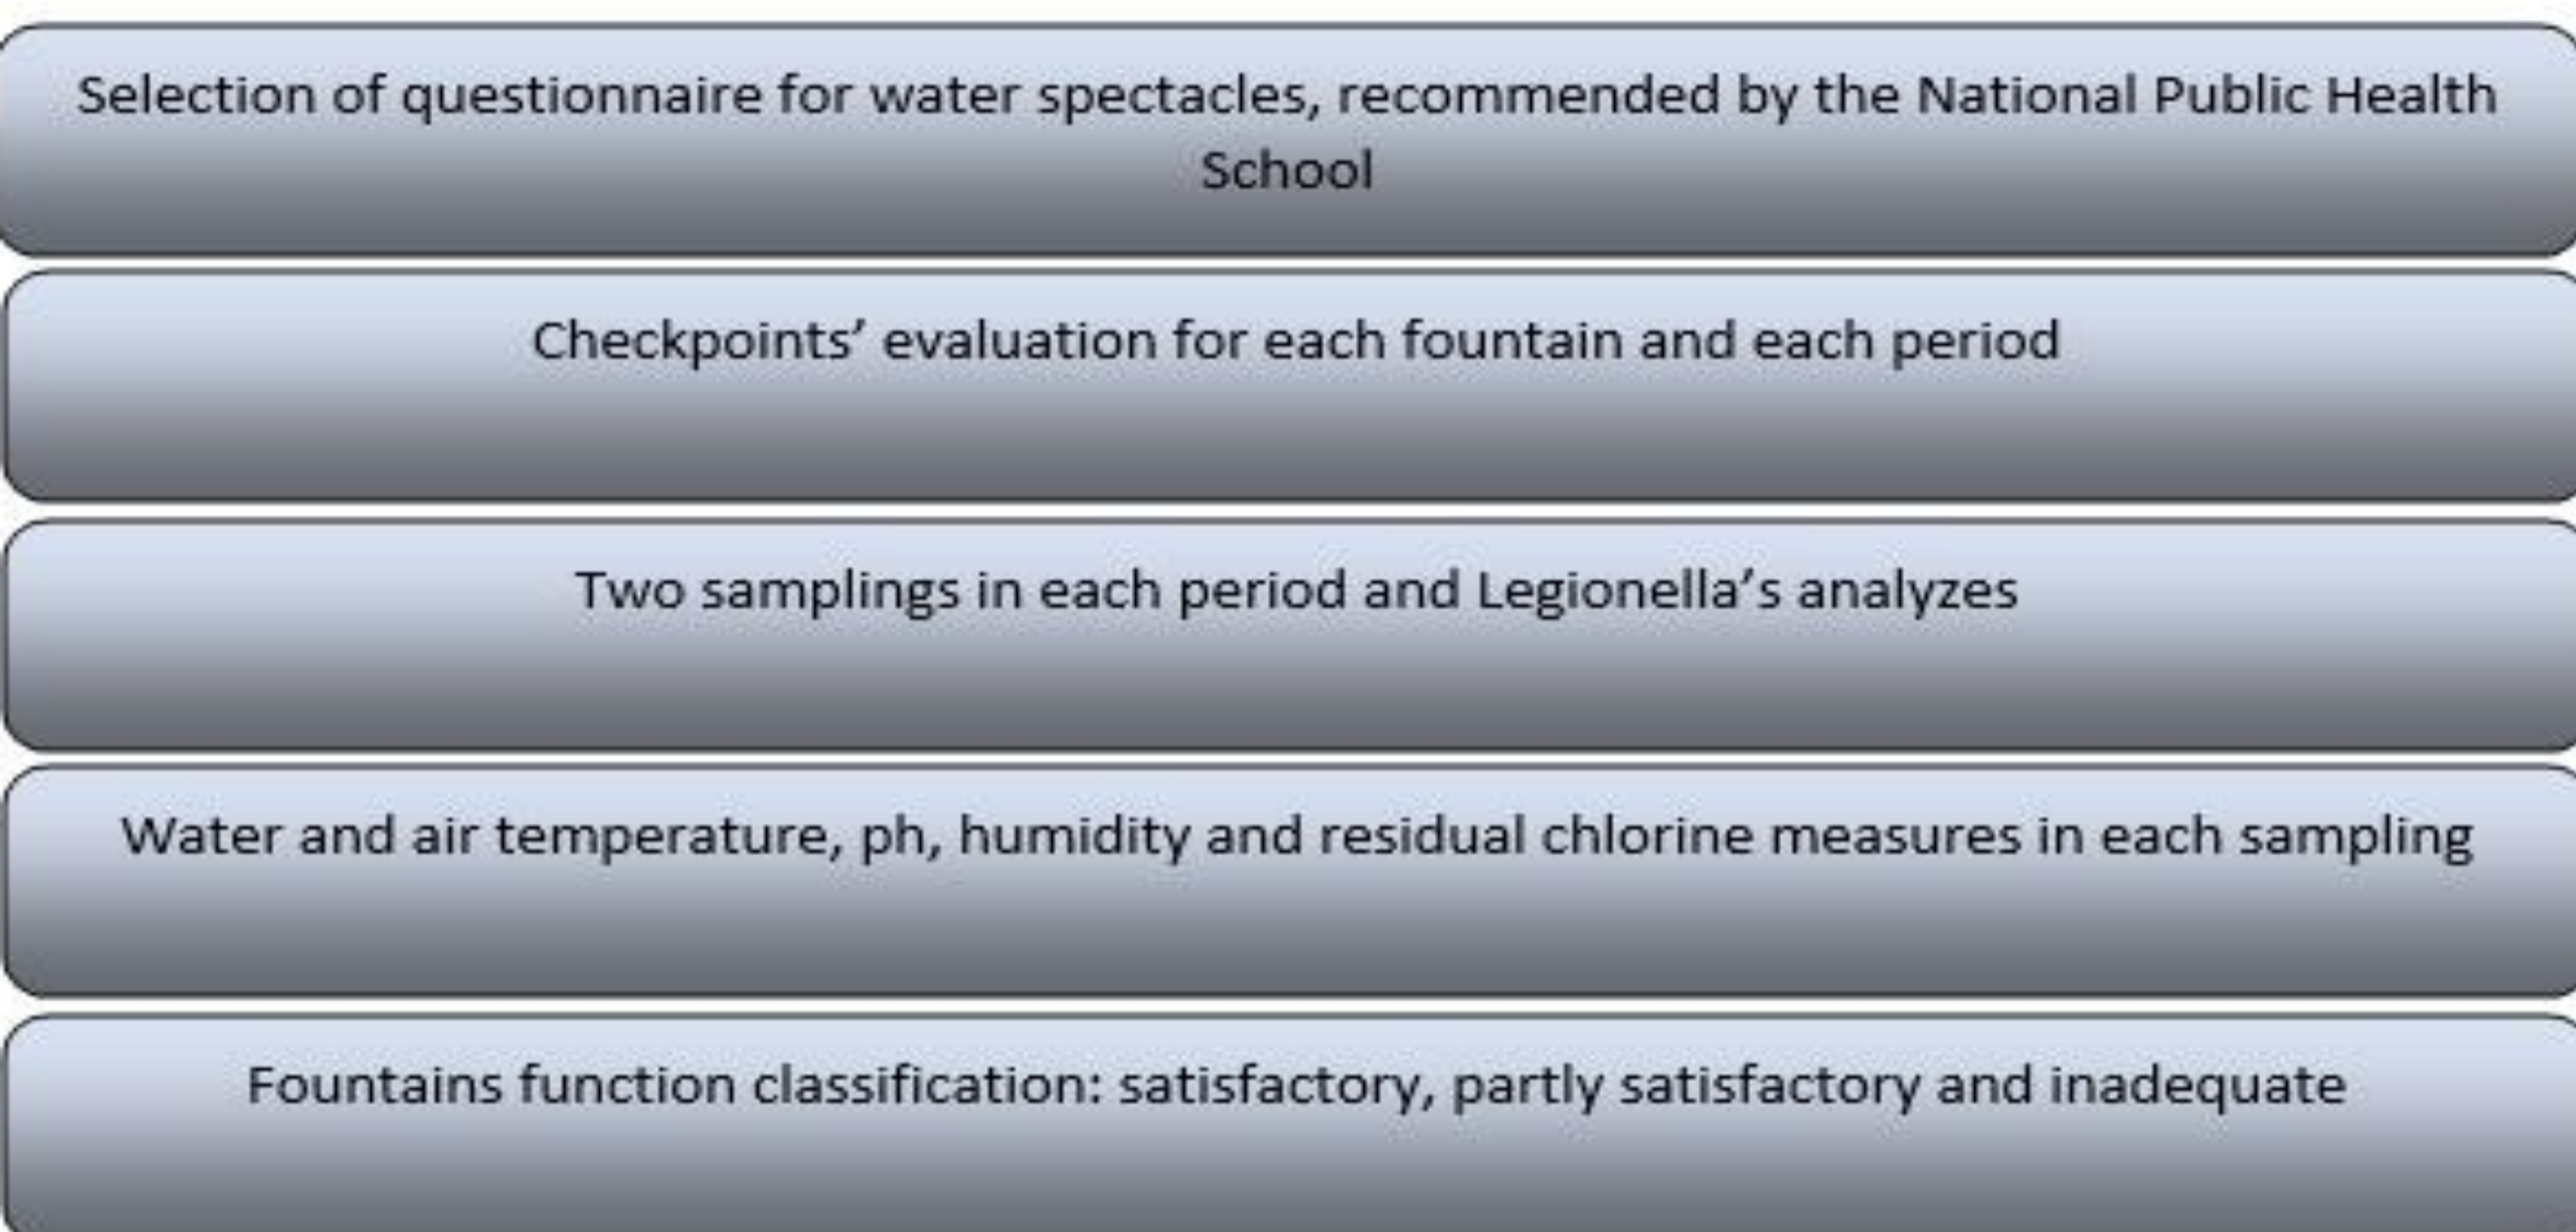 Selection of questionnaire for water spectacles, recommended by the National Public Health
School
Checkpoints’ evaluation for each fountain and each period
Two samplings in each period and Legionella’s analyzes
Water and air temperature, ph, humidity and residual chlorine measures in each sampling
Fountains function classification: satisfactory, partly satisfactory and inadequate